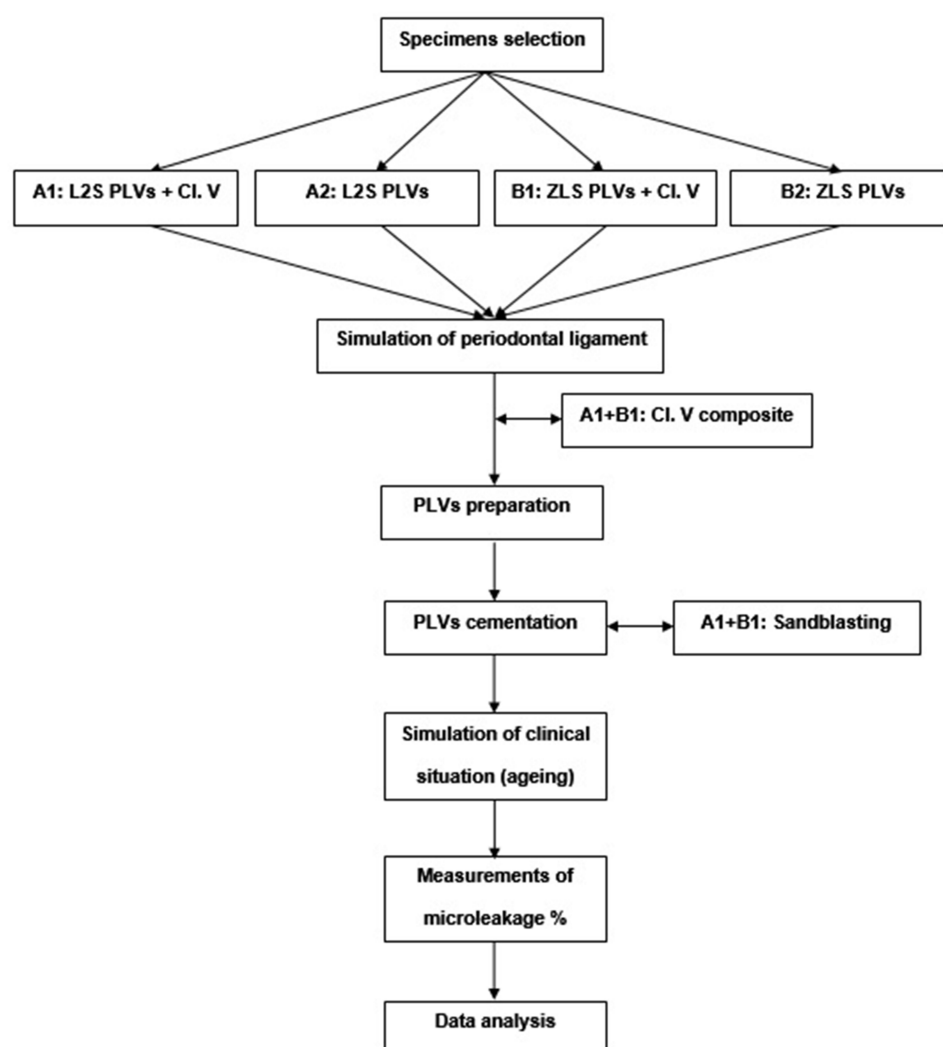 Specimens selection
A1: L2S PLVs + Cl. V
A2: L2S PLVs
B1: ZLS PLVs + Cl. V
B2: ZLS PLVs
Simulation of periodontal ligament
A1+B1: Cl. V composite
PLVs preparation
PLVs cementation
A1+B1: Sandblasting
Simulation of clinical
situation (ageing)
Measurements of
microleakage %
Data analysis